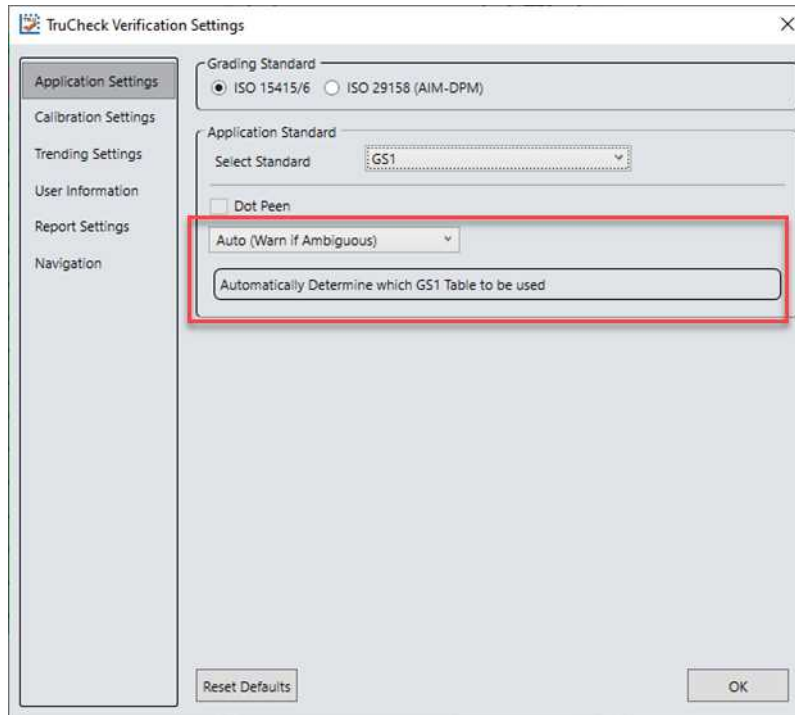 TruCheck Verification Settings
Application Settings
Calibration Settings
Trending Settings
User Information
Report Settings
Navigation
Grading Standard
ISO 15415/6 ISO 29158 (AIM-DPM)
Application Standard
Select Standard GS1
Dot Peen
Auto (Warn if Ambiguous)
Automatically Determine which GS1 Table to be used
Reset Defaults OK